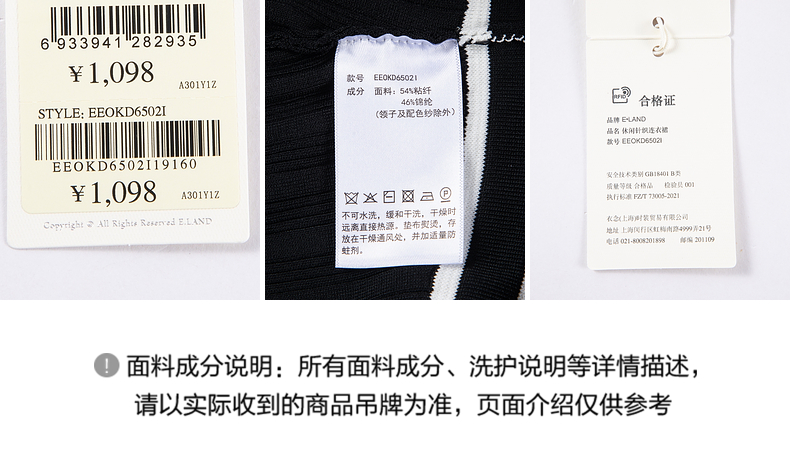 6 933941 282935
¥1,098
A301Y1Z
STYLE: EEOKD6502I
EEOKD6502I19160
¥1,098
A301Y1Z
Copyright © All Rights Reserved E.LAND
款号 EEOKD6502I
成分 面料：54%粘纤
46%锦纶
（领子及配色纱除外）
不可水洗，缓和干洗，干燥时
远离直接热源。垫布熨烫，存
放在干燥通风处，并加适量防
蛀剂。
RFID
合格证
品牌 E•LAND
品名 休闲针织连衣裙
款号 EEOKD6502I
安全技术类别 GB18401 B类
质量等级 合格品 检验员 001
执行标准 FZ/T 73005-2021
衣念(上海)时装贸易有限公司
地址 上海闵行区虹梅南路4999弄21号
电话 021-8008201898 邮编 201109
! 面料成分说明：所有面料成分、洗护说明等详情描述，
请以实际收到的商品吊牌为准，页面介绍仅供参考